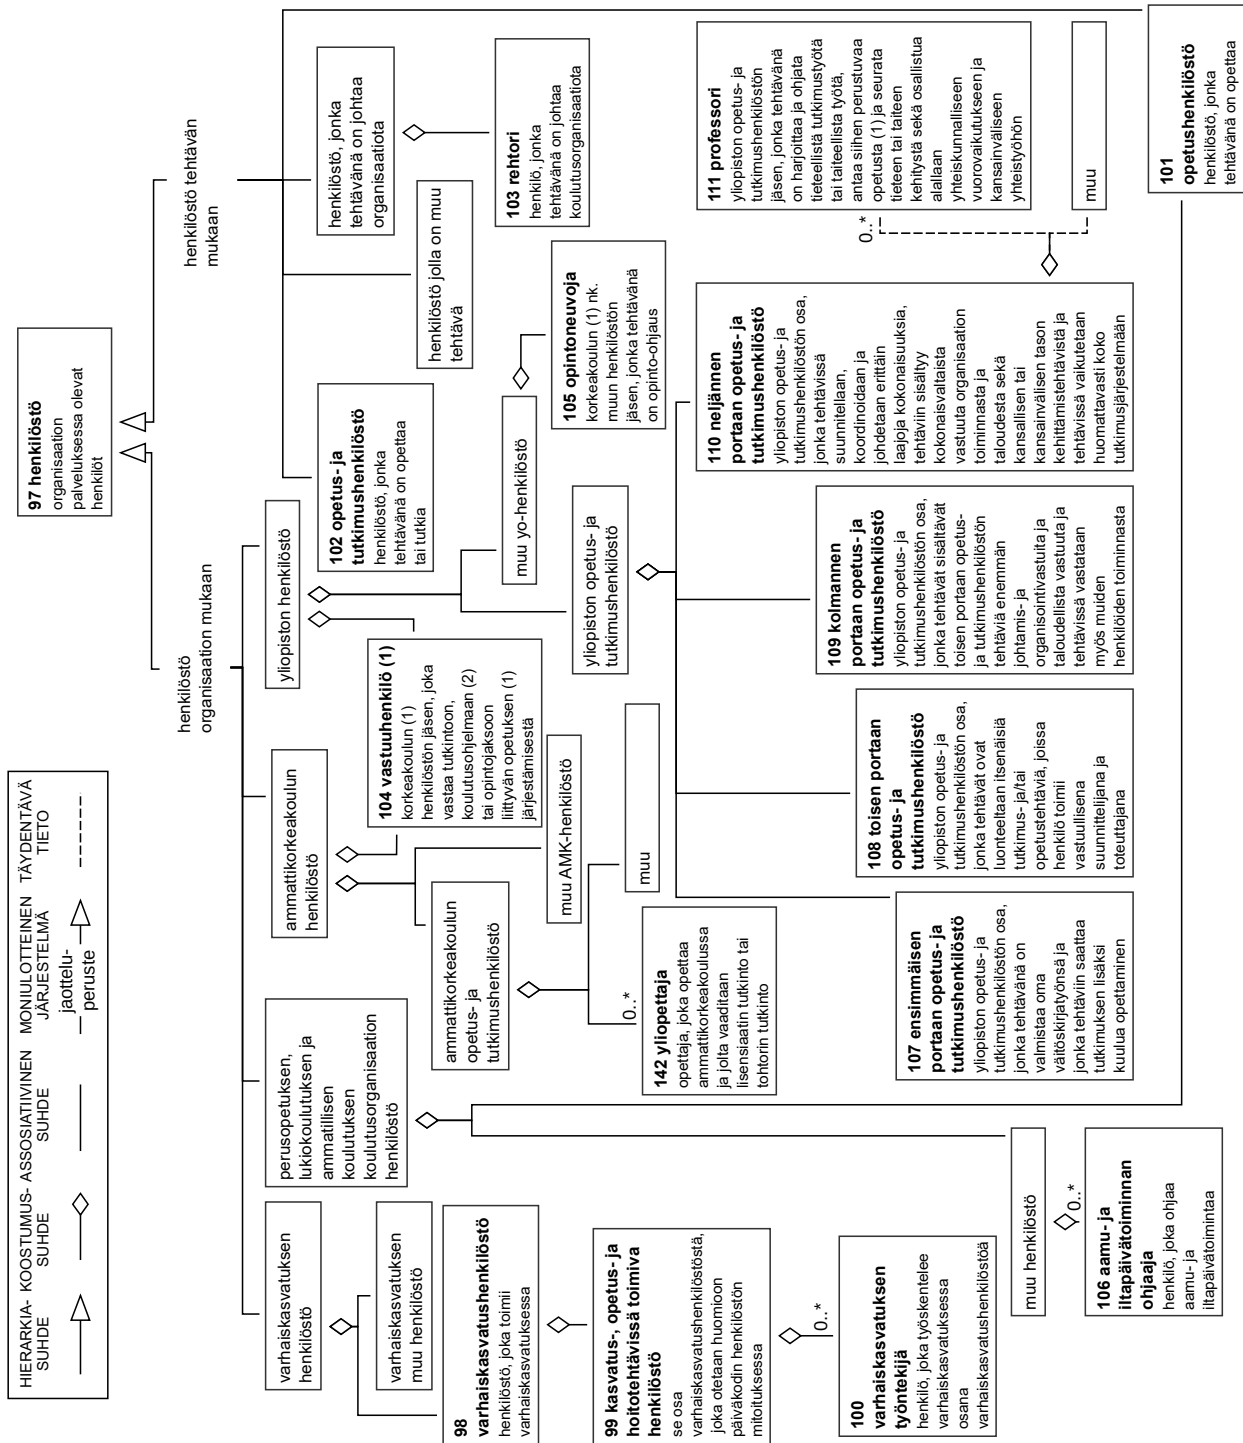 HIERARKIA-
SUHDE
KOOSTUMUS-
SUHDE
ASSOSIATIIVINEN
SUHDE
MONIULOTTEINEN
JÄRJESTELMÄ
jaottelu-
peruste
TÄYDENTÄVÄ
TIETO
97 henkilöstö
organisaation
palveluksessa olevat
henkilöt
henkilöstö
organisaation mukaan
henkilöstö tehtävän
mukaan
varhaiskasvatuksen
henkilöstö
perusopetuksen,
lukiokoulutuksen ja
ammatillisen
koulutuksen
koulutusorganisaation
henkilöstö
ammattikorkeakoulun
henkilöstö
yliopiston henkilöstö
102 opetus- ja
tutkimushenkilöstö
henkilöstö, jonka
tehtävänä on opettaa
tai tutkia
henkilöstö jolla on muu
tehtävä
henkilöstö, jonka
tehtävänä on johtaa
organisaatiota
103 rehtori
henkilö, jonka
tehtävänä on johtaa
koulutusorganisaatiota
varhaiskasvatuksen
muu henkilöstö
98
varhaiskasvatushenkilöstö
henkilöstö, joka toimii
varhaiskasvatuksessa
104 vastuuhenkilö (1)
korkeakoulun (1)
henkilöstön jäsen, joka
vastaa tutkintoon,
koulutusohjelmaan (2)
tai opintojaksoon
liittyvän opetuksen (1)
järjestämisestä
ammattikorkeakoulun
opetus- ja
tutkimushenkilöstö
muu AMK-henkilöstö
yliopiston opetus- ja
tutkimushenkilöstö
muu yo-henkilöstö
105 opintoneuvoja
korkeakoulun (1) nk.
muun henkilöstön
jäsen, jonka tehtävänä
on opinto-ohjaus
99 kasvatus-, opetus- ja
hoitotehtävissä toimiva
henkilöstö
se osa
varhaiskasvatushenkilöstöstä,
joka otetaan huomioon
päiväkodin henkilöstön
mitoituksessa
0..*
142 yliopettaja
opettaja, joka opettaa
ammattikorkeakoulussa
ja jolta vaaditaan
lisensiaatin tutkinto tai
tohtorin tutkinto
muu
0..*
100
varhaiskasvatuksen
työntekijä
henkilö, joka työskentelee
varhaiskasvatuksessa
osana
varhaiskasvatushenkilöstöä
107 ensimmäisen
portaan opetus- ja
tutkimushenkilöstö
yliopiston opetus- ja
tutkimushenkilöstön osa,
jonka tehtävänä on
valmistaa oma
väitöskirjatyönsä ja
jonka tehtäviin saattaa
tutkimuksen lisäksi
kuulua opettaminen
108 toisen portaan
opetus- ja
tutkimushenkilöstö
yliopiston opetus- ja
tutkimushenkilöstön osa,
jonka tehtävät ovat
luonteeltaan itsenäisiä
tutkimus- ja/tai
opetustehtäviä, joissa
henkilö toimii
vastuullisena
suunnittelijana ja
toteuttajana
109 kolmannen
portaan opetus- ja
tutkimushenkilöstö
yliopiston opetus- ja
tutkimushenkilöstön osa,
jonka tehtävät sisältävät
toisen portaan opetus-
ja tutkimushenkilöstön
tehtäviä enemmän
johtamis- ja
organisointivastuita ja
taloudellista vastuuta ja
tehtävissä vastataan
myös muiden
henkilöiden toiminnasta
110 neljännen
portaan opetus- ja
tutkimushenkilöstö
yliopiston opetus- ja
tutkimushenkilöstön osa,
jonka tehtävissä
suunnitellaan,
koordinoidaan ja
johdetaan erittäin
laajoja kokonaisuuksia,
tehtäviin sisältyy
kokonaisvaltaista
vastuuta organisaation
toiminnasta ja
taloudesta sekä
kansallisen tai
kansainvälisen tason
kehittämistehtävistä ja
tehtävissä vaikutetaan
huomattavasti koko
tutkimusjärjestelmään
0..*
111 professori
yliopiston opetus- ja
tutkimushenkilöstön
jäsen, jonka tehtävänä
on harjoittaa ja ohjata
tieteellistä tutkimustyötä
tai taiteellista työtä,
antaa siihen perustuvaa
opetusta (1) ja seurata
tieteen tai taiteen
kehitystä sekä osallistua
alallaan
yhteiskunnalliseen
vuorovaikutukseen ja
kansainväliseen
yhteistyöhön
muu
muu henkilöstö
0..*
106 aamu- ja
iltapäivätoiminnan
ohjaaja
henkilö, joka ohjaa
aamu- ja
iltapäivätoimintaa
101
opetushenkilöstö
henkilöstö, jonka
tehtävänä on opettaa